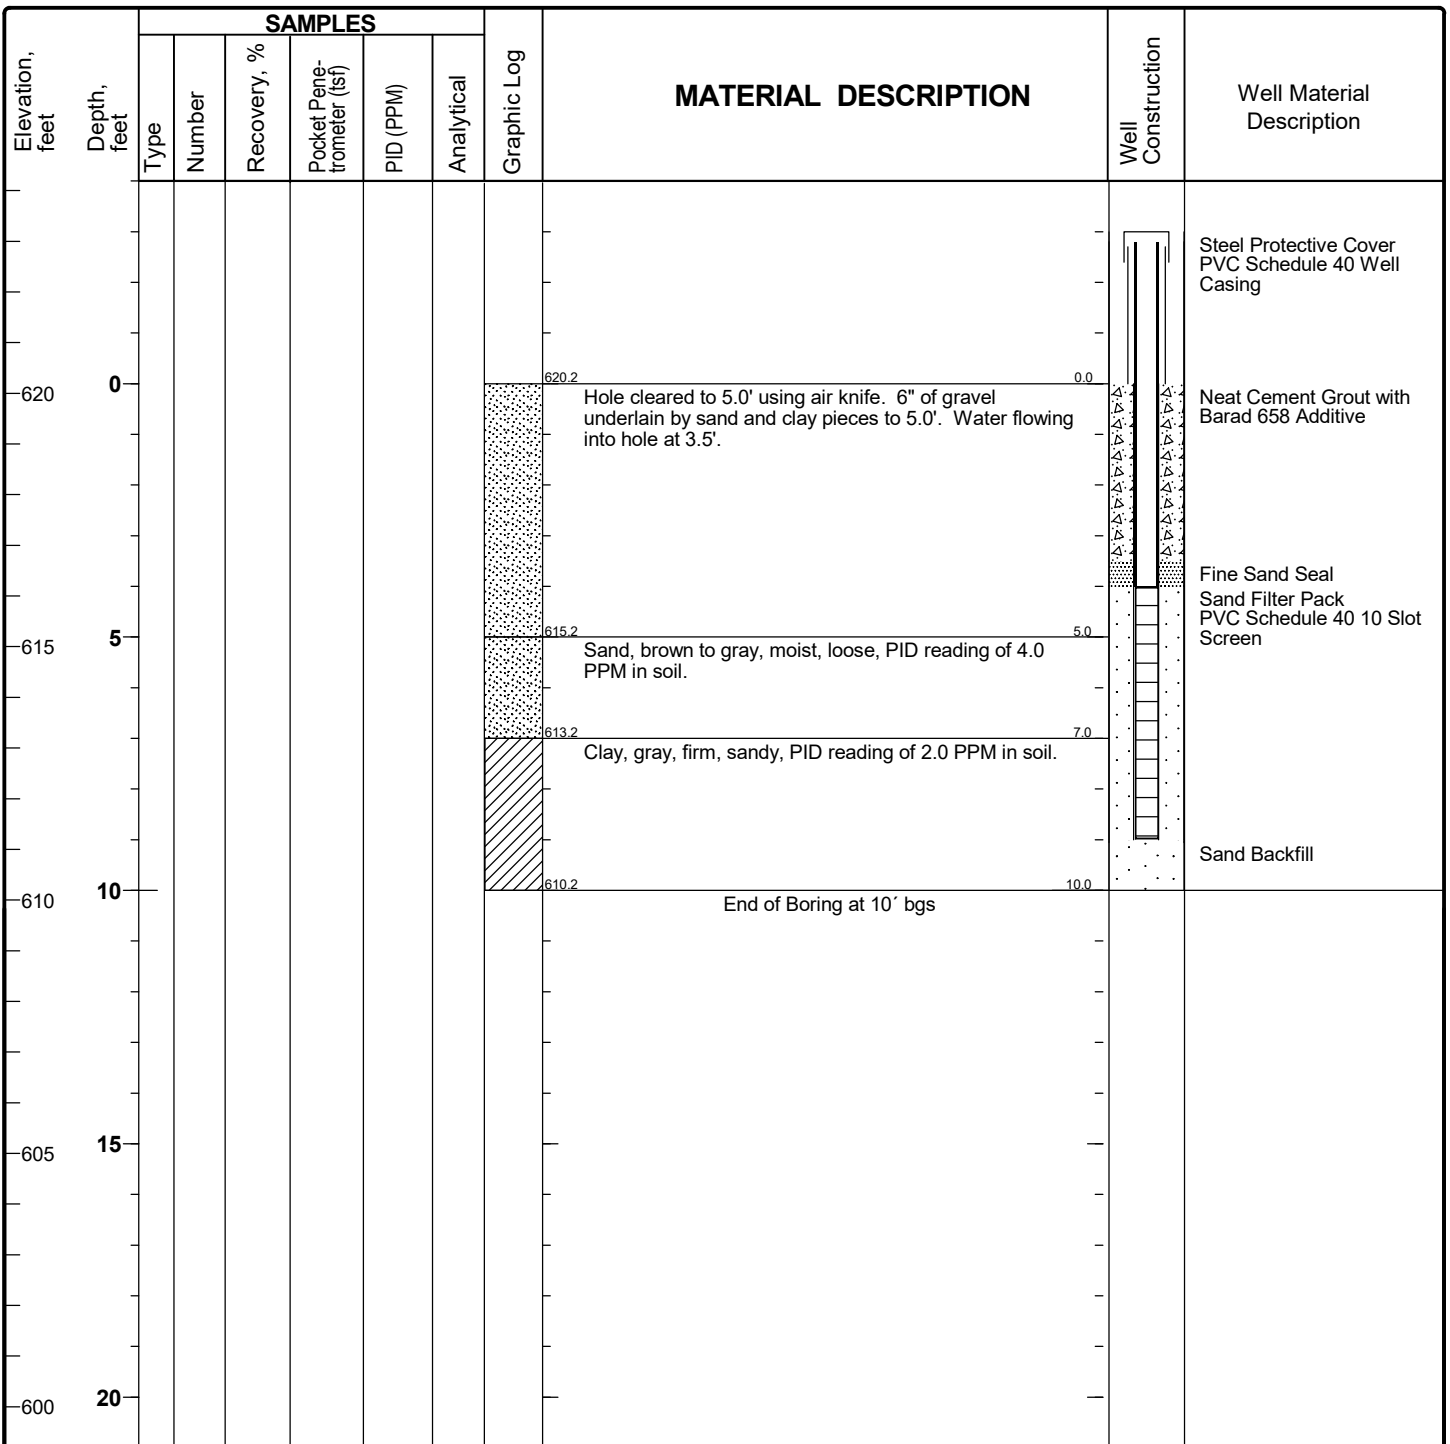 SAMPLES
Elevation,
feet
Depth,
feet
Type
Number
Recovery, %
Pocket Pene-
trometer (tsf)
PID (PPM)
Analytical
Graphic Log
MATERIAL DESCRIPTION
Well
Construction
Well Material
Description
Steel Protective Cover
PVC Schedule 40 Well
Casing
620
0
620.2
0.0
Hole cleared to 5.0' using air knife. 6" of gravel
underlain by sand and clay pieces to 5.0'. Water flowing
into hole at 3.5'.
Neat Cement Grout with
Barad 658 Additive
Fine Sand Seal
Sand Filter Pack
PVC Schedule 40 10 Slot
Screen
615
5
615.2
5.0
Sand, brown to gray, moist, loose, PID reading of 4.0
PPM in soil.
613.2
7.0
Clay, gray, firm, sandy, PID reading of 2.0 PPM in soil.
Sand Backfill
610
10
610.2
10.0
End of Boring at 10´ bgs
605
15
600
20